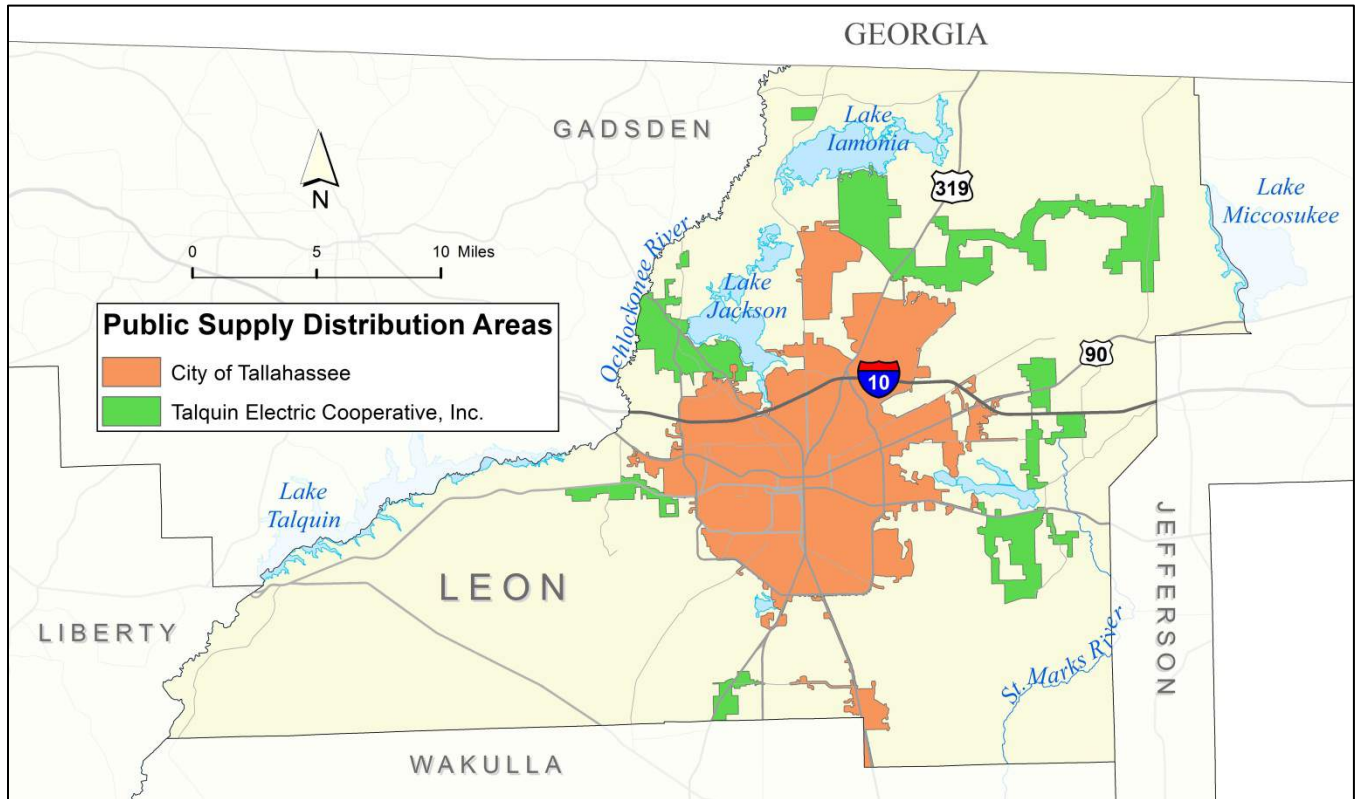 GEORGIA
GADSDEN
Lake
Iamonia
319
Lake
Miccosukee
N
0 5 10 Miles
Ochlockonee River
Lake
Jackson
Public Supply Distribution Areas
City of Tallahassee
Talquin Electric Cooperative, Inc.
90
10
Lake
Talquin
LEON
JEFFERSON
LIBERTY
St. Marks River
WAKULLA